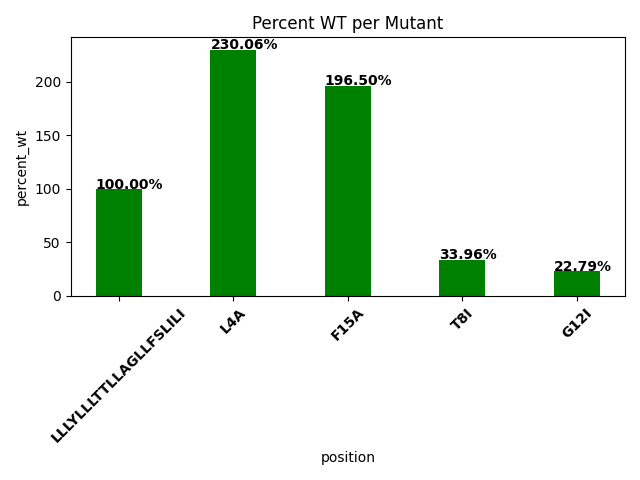 Percent WT per Mutant
percent_wt
200
150
100
50
0
100.00%
230.06%
196.50%
33.96%
22.79%
LLLYLLLTTLLAGLLFSLILI
L4A
F15A
T8I
G12I
position